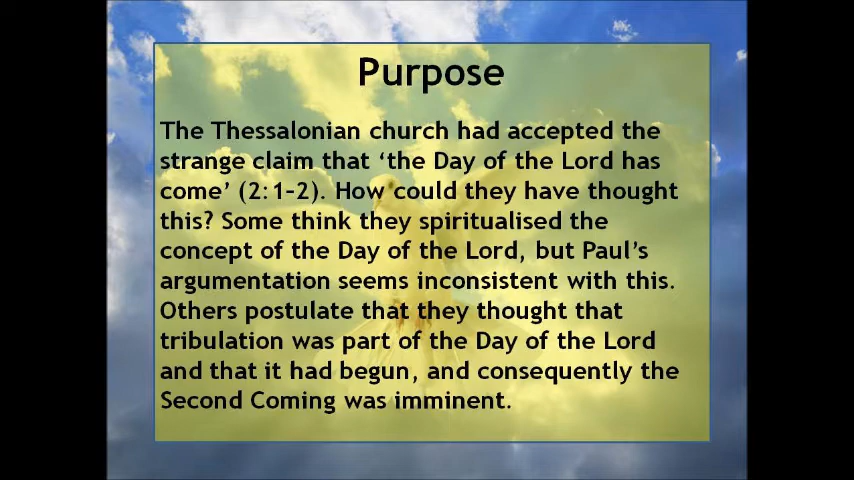 Purpose
The Thessalonian church had accepted the
strange claim that ‘the Day of the Lord has
come’ (2:1–2). How could they have thought
this? Some think they spiritualised the
concept of the Day of the Lord, but Paul’s
argumentation seems inconsistent with this.
Others postulate that they thought that
tribulation was part of the Day of the Lord
and that it had begun, and consequently the
Second Coming was imminent.